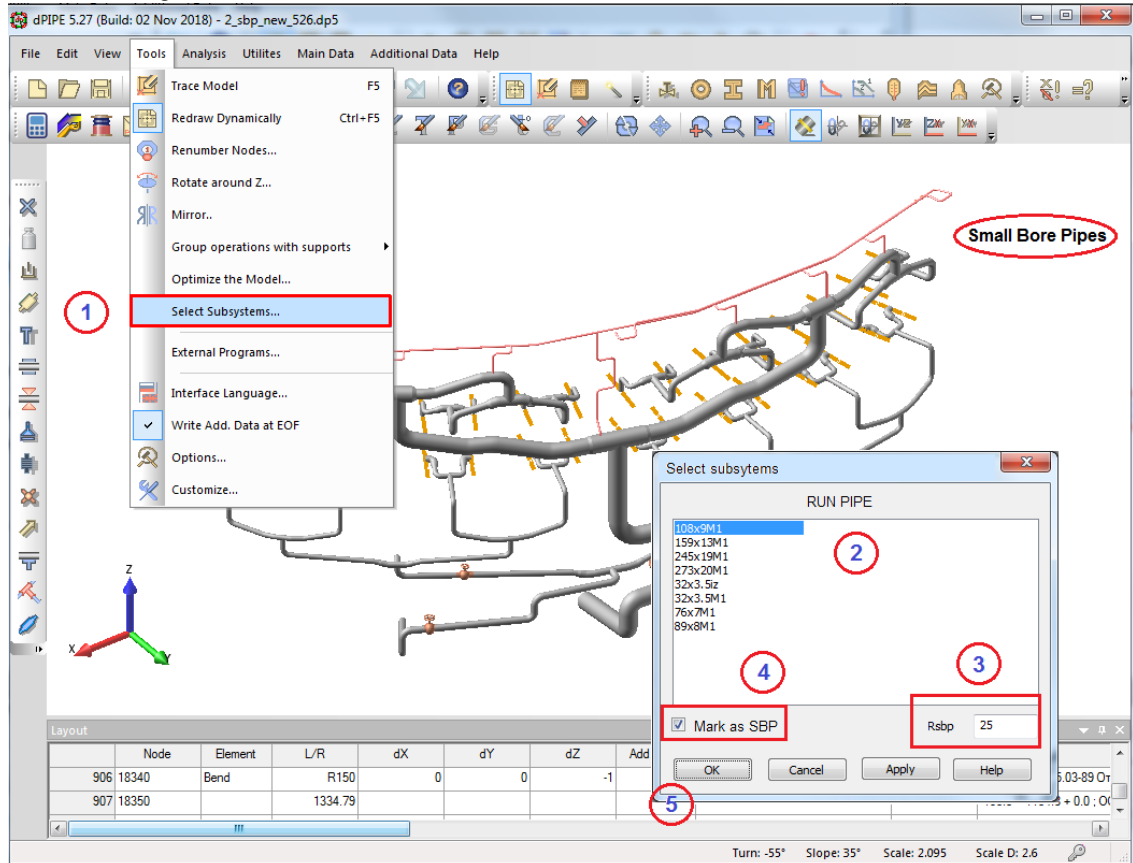 dPIPE 5.27 (Build: 02 Nov 2018) - 2_sbp_new_526.dp5
File Edit View Tools Analysis Utilites Main Data Additional Data Help
Trace Model F5
Redraw Dynamically Ctrl+F5
Renumber Nodes...
Rotate around Z...
Mirror..
Group operations with supports
Optimize the Model...
1
Select Subsystems...
External Programs...
Interface Language...
Write Add. Data at EOF
Options...
Customize...
Small Bore Pipes
Z
X
Y
Select subsytems
RUN PIPE
108x9M1
159x13M1
245x19M1
273x20M1
32x3.5iz
32x3.5M1
76x7M1
89x8M1
2
3
4
Mark as SBP
Rsbp 25
OK Cancel Apply Help
5
Layout
Node Element L/R dX dY dZ Add
906 18340 Bend R150 0 0 -1
907 18350 1334.79
Turn: -55° Slope: 35° Scale: 2.095 Scale D: 2.6